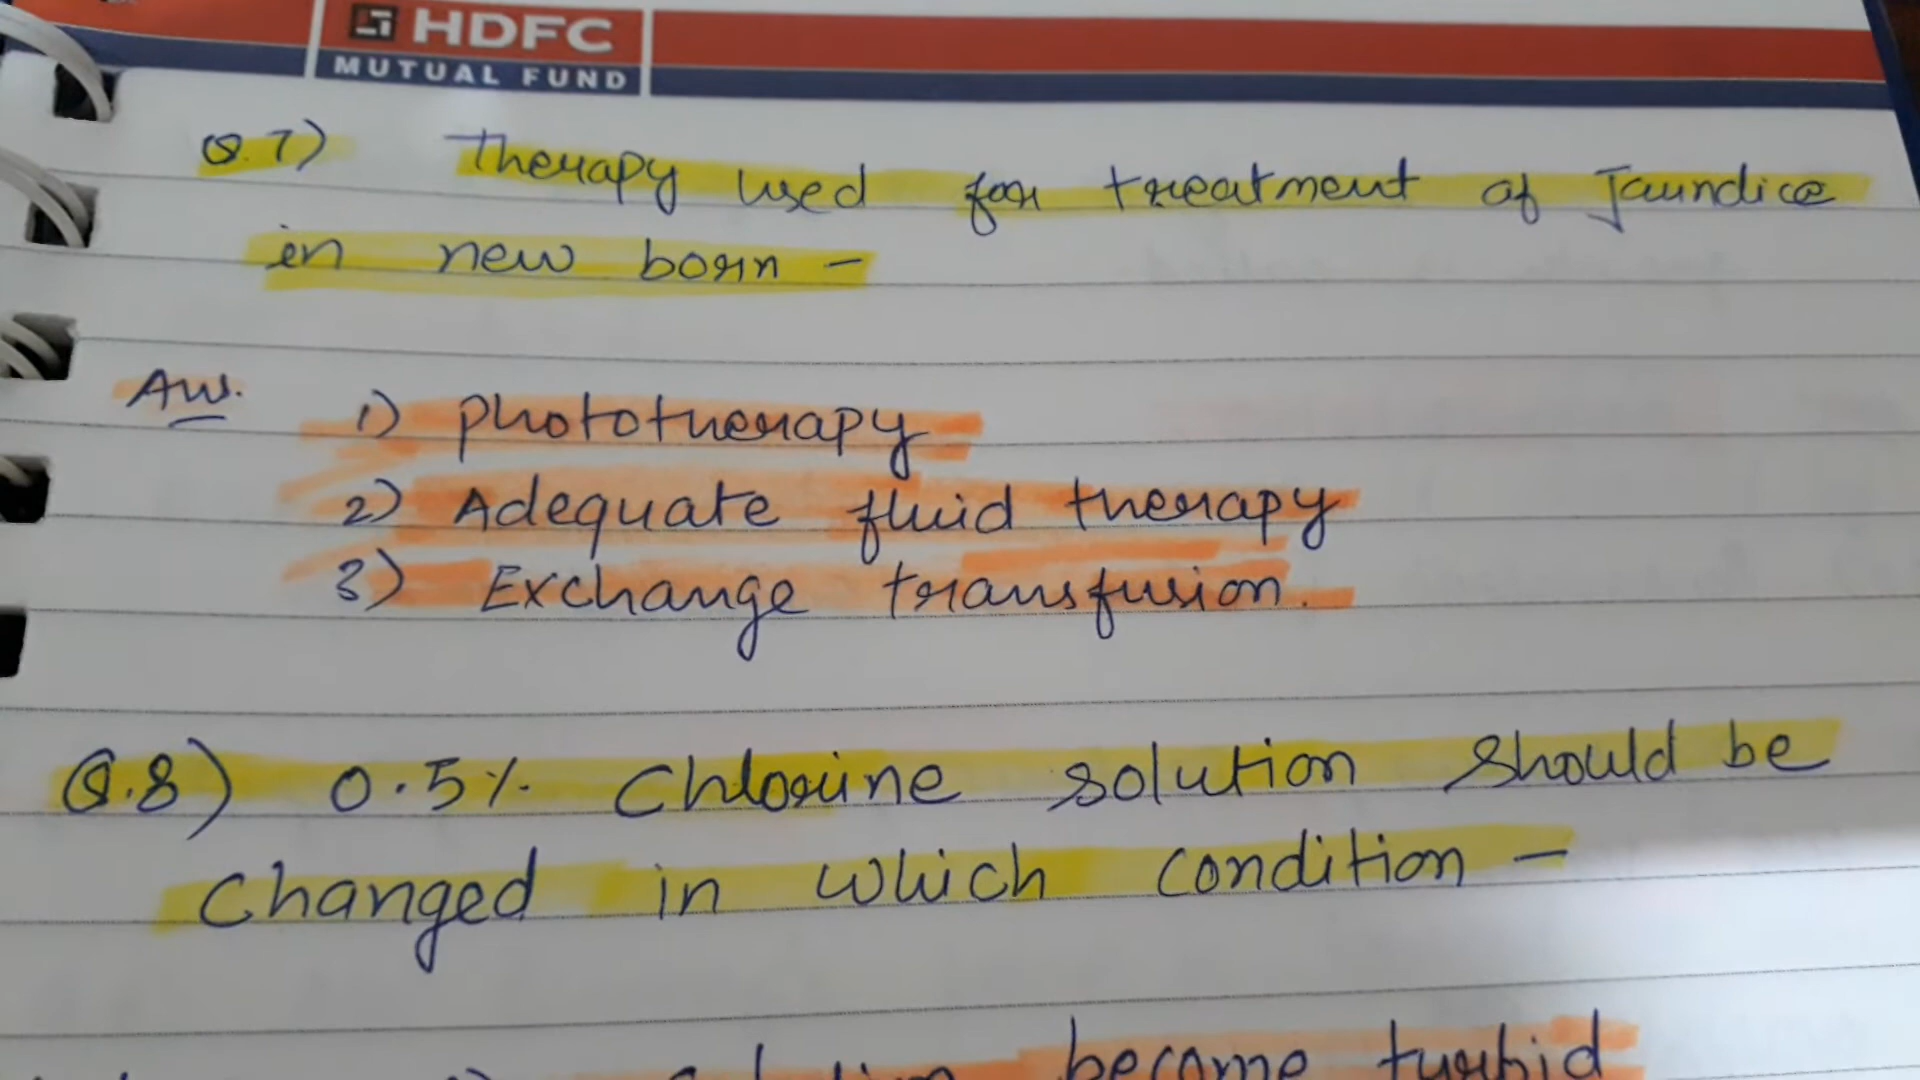 HDFC
MUTUAL FUND
Q.7) Therapy used for treatment of Jaundice
in new born -
Aws. 1) phototherapy
2) Adequate fluid therapy
3) Exchange transfusion.
Q.8) 0.5% Chlorine solution should be
changed in which condition -
become turbid